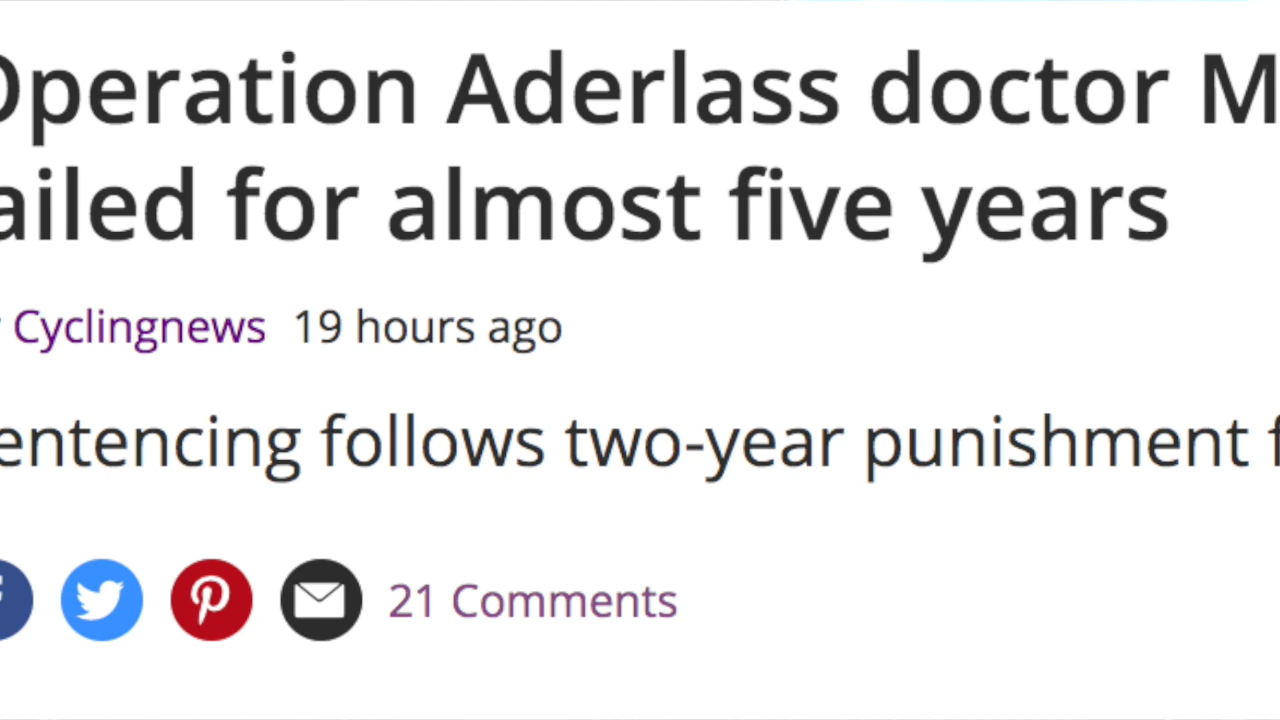 Operation Aderlass doctor M
ailed for almost five years
Cyclingnews 19 hours ago
entencing follows two-year punishment f
21 Comments